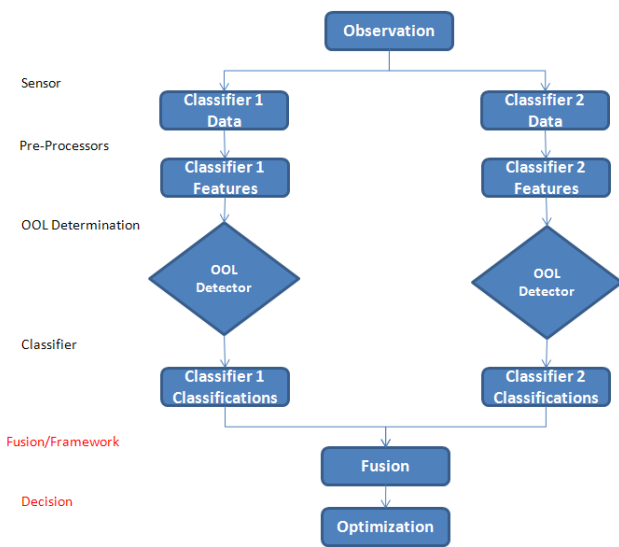 Observation
Sensor
Classifier 1
Data
Classifier 2
Data
Pre-Processors
Classifier 1
Features
Classifier 2
Features
OOL Determination
OOL
Detector
OOL
Detector
Classifier
Classifier 1
Classifications
Classifier 2
Classifications
Fusion/Framework
Fusion
Decision
Optimization